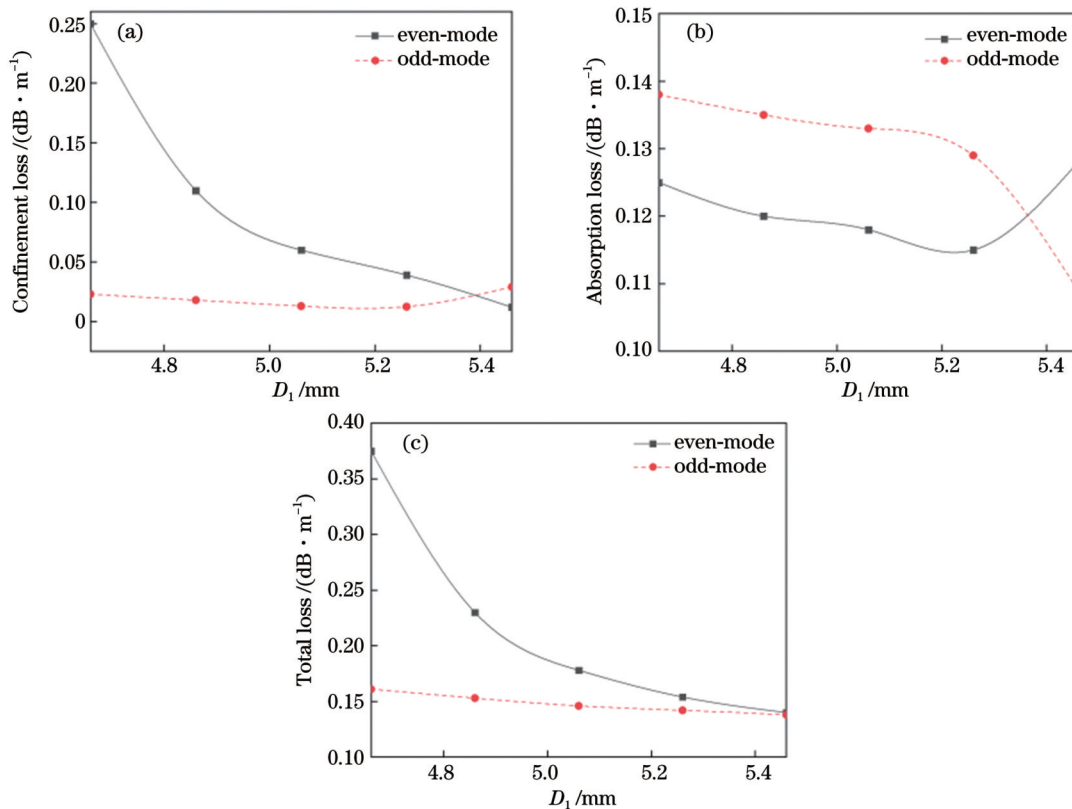 (a)
even-mode
odd-mode
Confinement loss /(dB·m⁻¹)
0.25
0.20
0.15
0.10
0.05
0
4.8 5.0 5.2 5.4
D₁ /mm
(b)
even-mode
odd-mode
Absorption loss /(dB·m⁻¹)
0.15
0.14
0.13
0.12
0.11
0.10
4.8 5.0 5.2 5.4
D₁ /mm
(c)
even-mode
odd-mode
Total loss /(dB·m⁻¹)
0.40
0.35
0.30
0.25
0.20
0.15
0.10
4.8 5.0 5.2 5.4
D₁ /mm